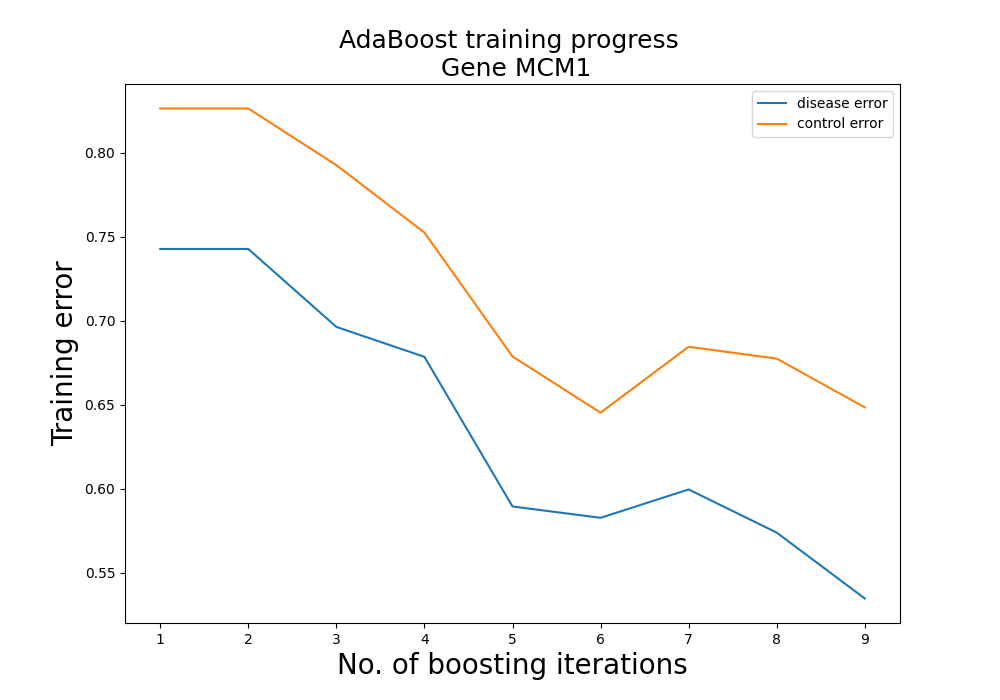 AdaBoost training progress
Gene MCM1
disease error
control error
0.80
0.75
0.70
0.65
0.60
0.55
Training error
1 2 3 4 5 6 7 8 9
No. of boosting iterations